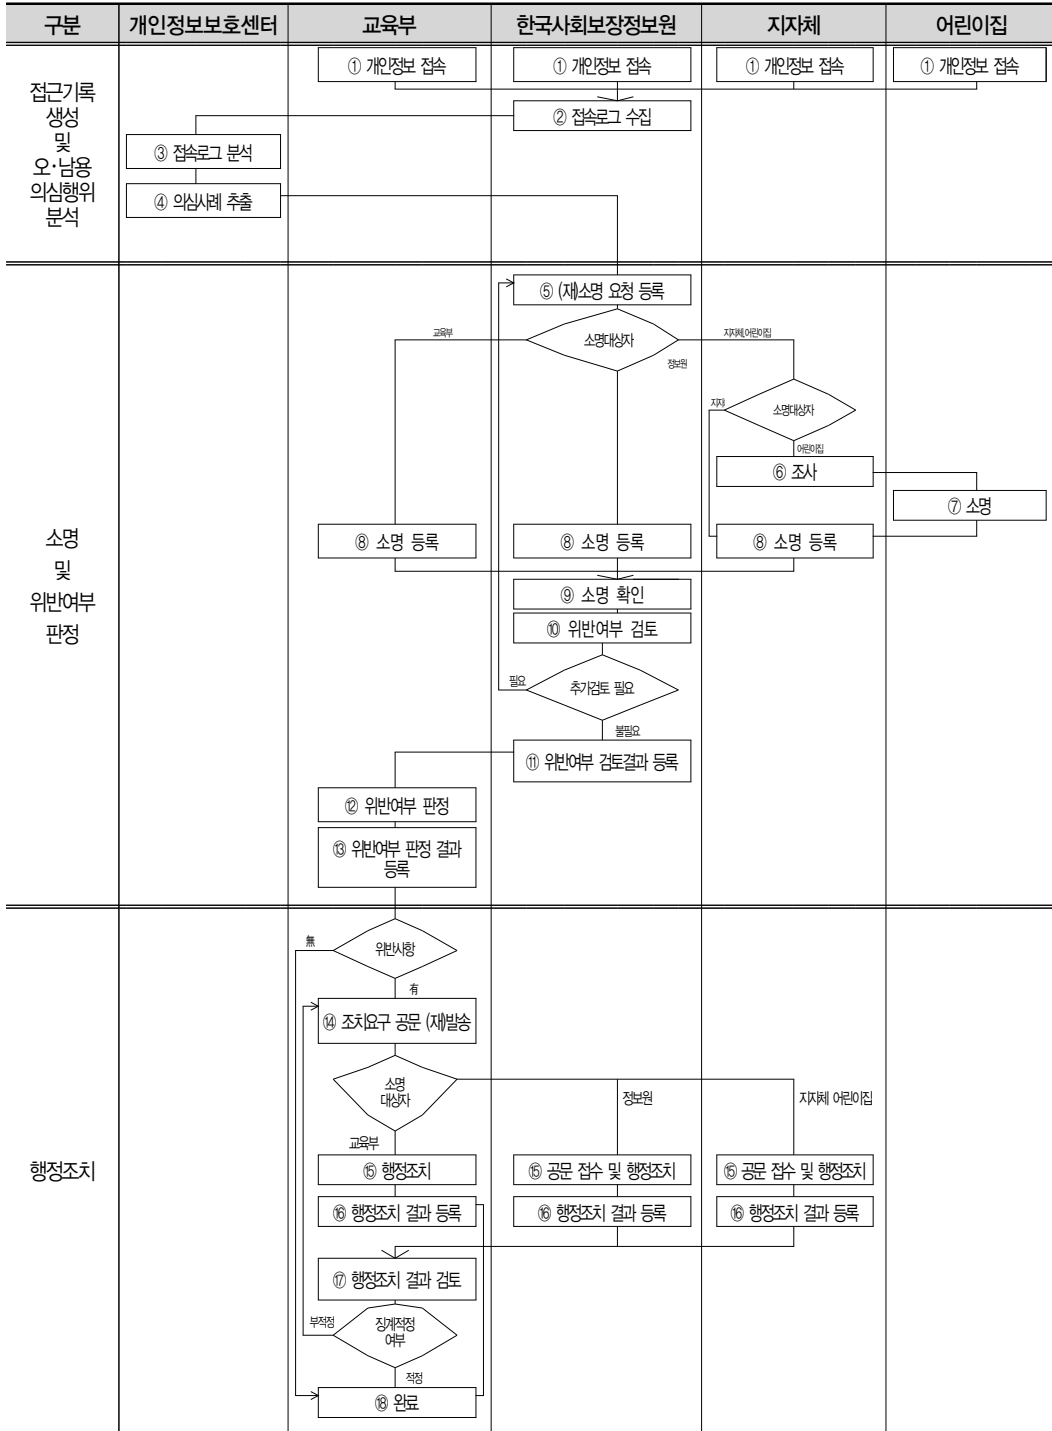 구분
개인정보보호센터
교육부
한국사회보장정보원
지자체
어린이집
접근기록
생성
및
오·남용
의심행위
분석
① 개인정보 접속
① 개인정보 접속
① 개인정보 접속
① 개인정보 접속
② 접속로그 수집
③ 접속로그 분석
④ 의심사례 추출
소명
및
위반여부
판정
⑤ (재)소명 요청 등록
소명대상자
교육부
지자체,어린이집
정보원
소명대상자
지자
어린이집
⑥ 조사
⑦ 소명
⑧ 소명 등록
⑧ 소명 등록
⑧ 소명 등록
⑨ 소명 확인
⑩ 위반여부 검토
추가검토 필요
필요
불필요
⑪ 위반여부 검토결과 등록
⑫ 위반여부 판정
⑬ 위반여부 판정 결과
등록
행정조치
위반사항
無
有
⑭ 조치요구 공문 (재)발송
소명
대상자
정보원
지자체 어린이집
교육부
⑮ 행정조치
⑮ 공문 접수 및 행정조치
⑮ 공문 접수 및 행정조치
⑯ 행정조치 결과 등록
⑯ 행정조치 결과 등록
⑯ 행정조치 결과 등록
⑰ 행정조치 결과 검토
징계적정
여부
부적정
적정
⑱ 완료